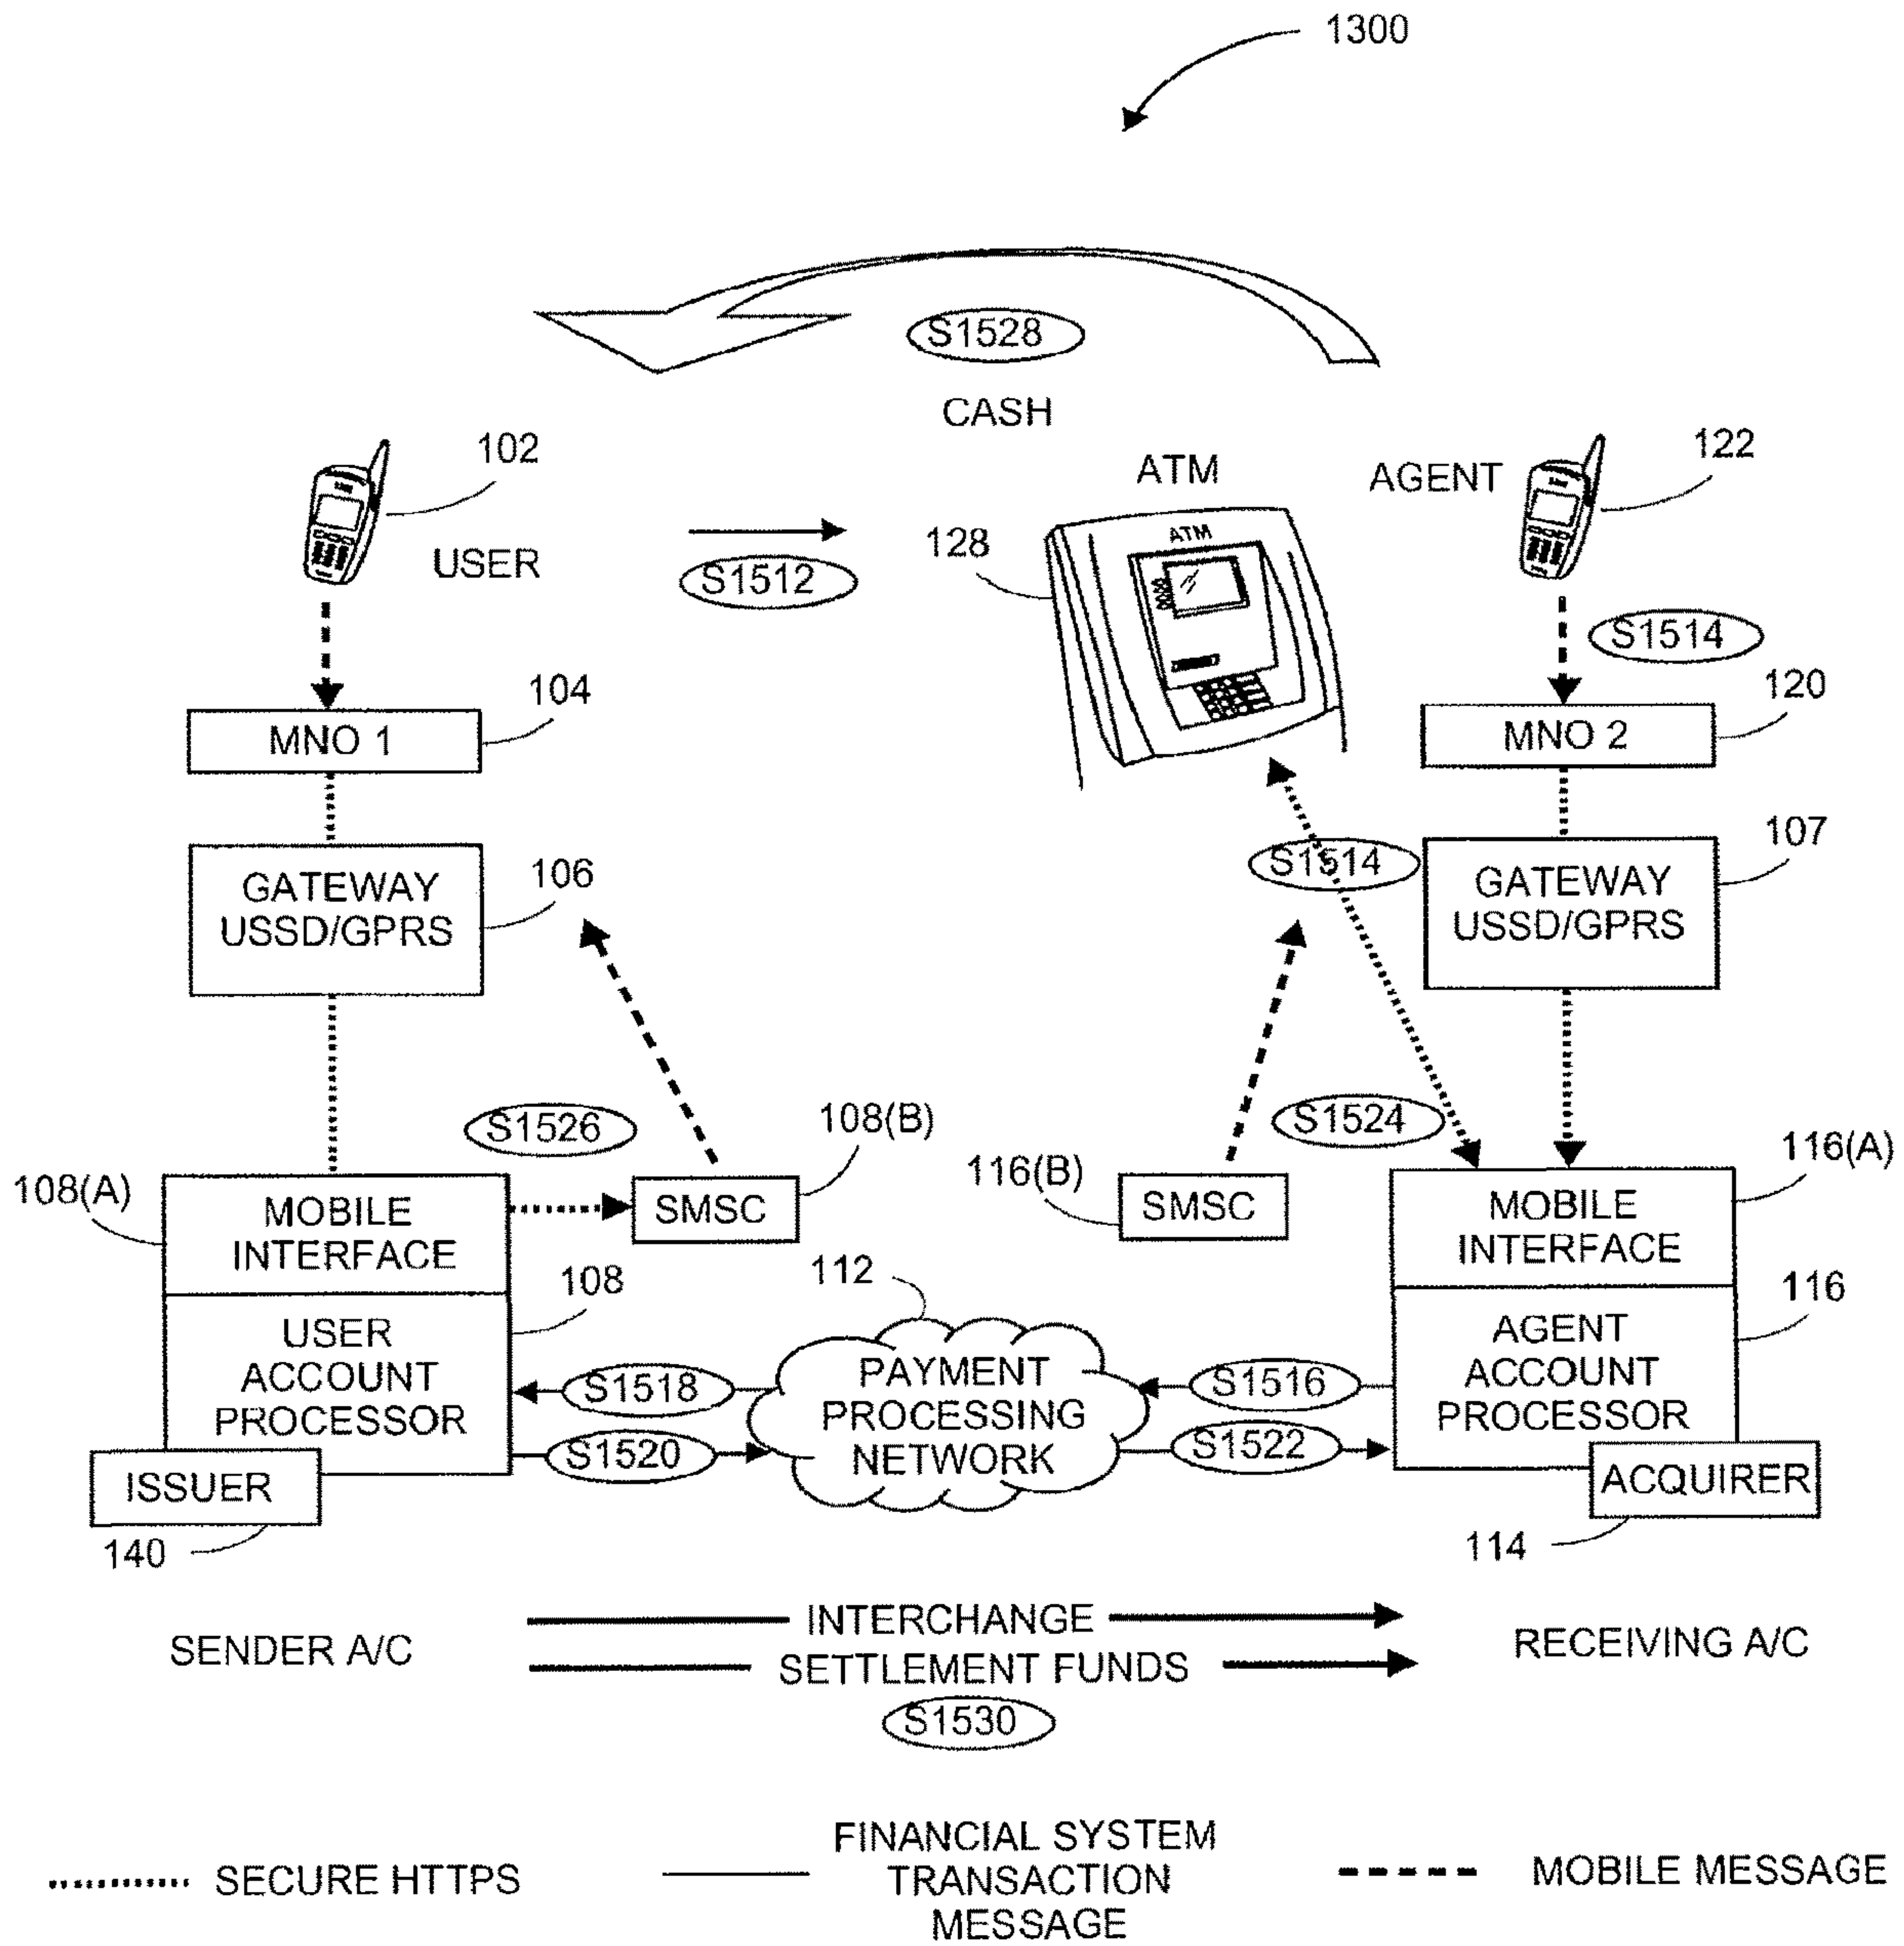 1300
S1528
CASH
102
USER
S1512
ATM
128
ATM
AGENT
122
S1514
MNO 1
104
MNO 2
120
GATEWAY
USSD/GPRS
106
S1514
GATEWAY
USSD/GPRS
107
S1526
108(B)
S1524
116(A)
108(A)
MOBILE
INTERFACE
SMSC
116(B)
SMSC
MOBILE
INTERFACE
108
112
116
USER
ACCOUNT
PROCESSOR
S1518
S1520
PAYMENT
PROCESSING
NETWORK
S1516
S1522
AGENT
ACCOUNT
PROCESSOR
ISSUER
140
ACQUIRER
114
SENDER A/C
INTERCHANGE
SETTLEMENT FUNDS
S1530
RECEIVING A/C
SECURE HTTPS
FINANCIAL SYSTEM
TRANSACTION
MESSAGE
MOBILE MESSAGE